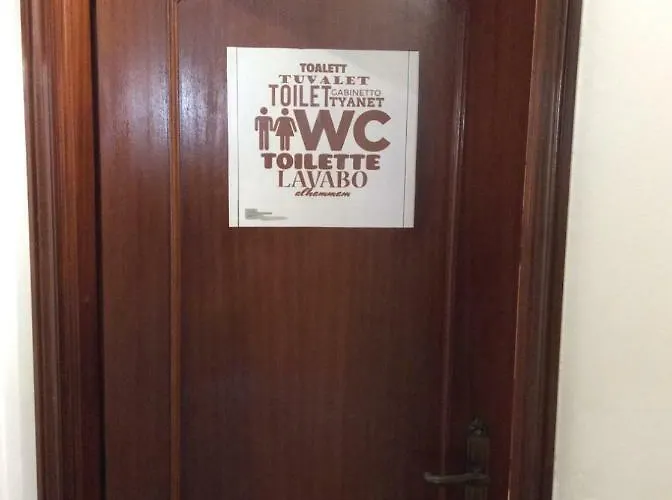 TOALETT
TUVALET
TOILET GABINETTO
TYANET
WC
TOILETTE
LAVABO
elhammam